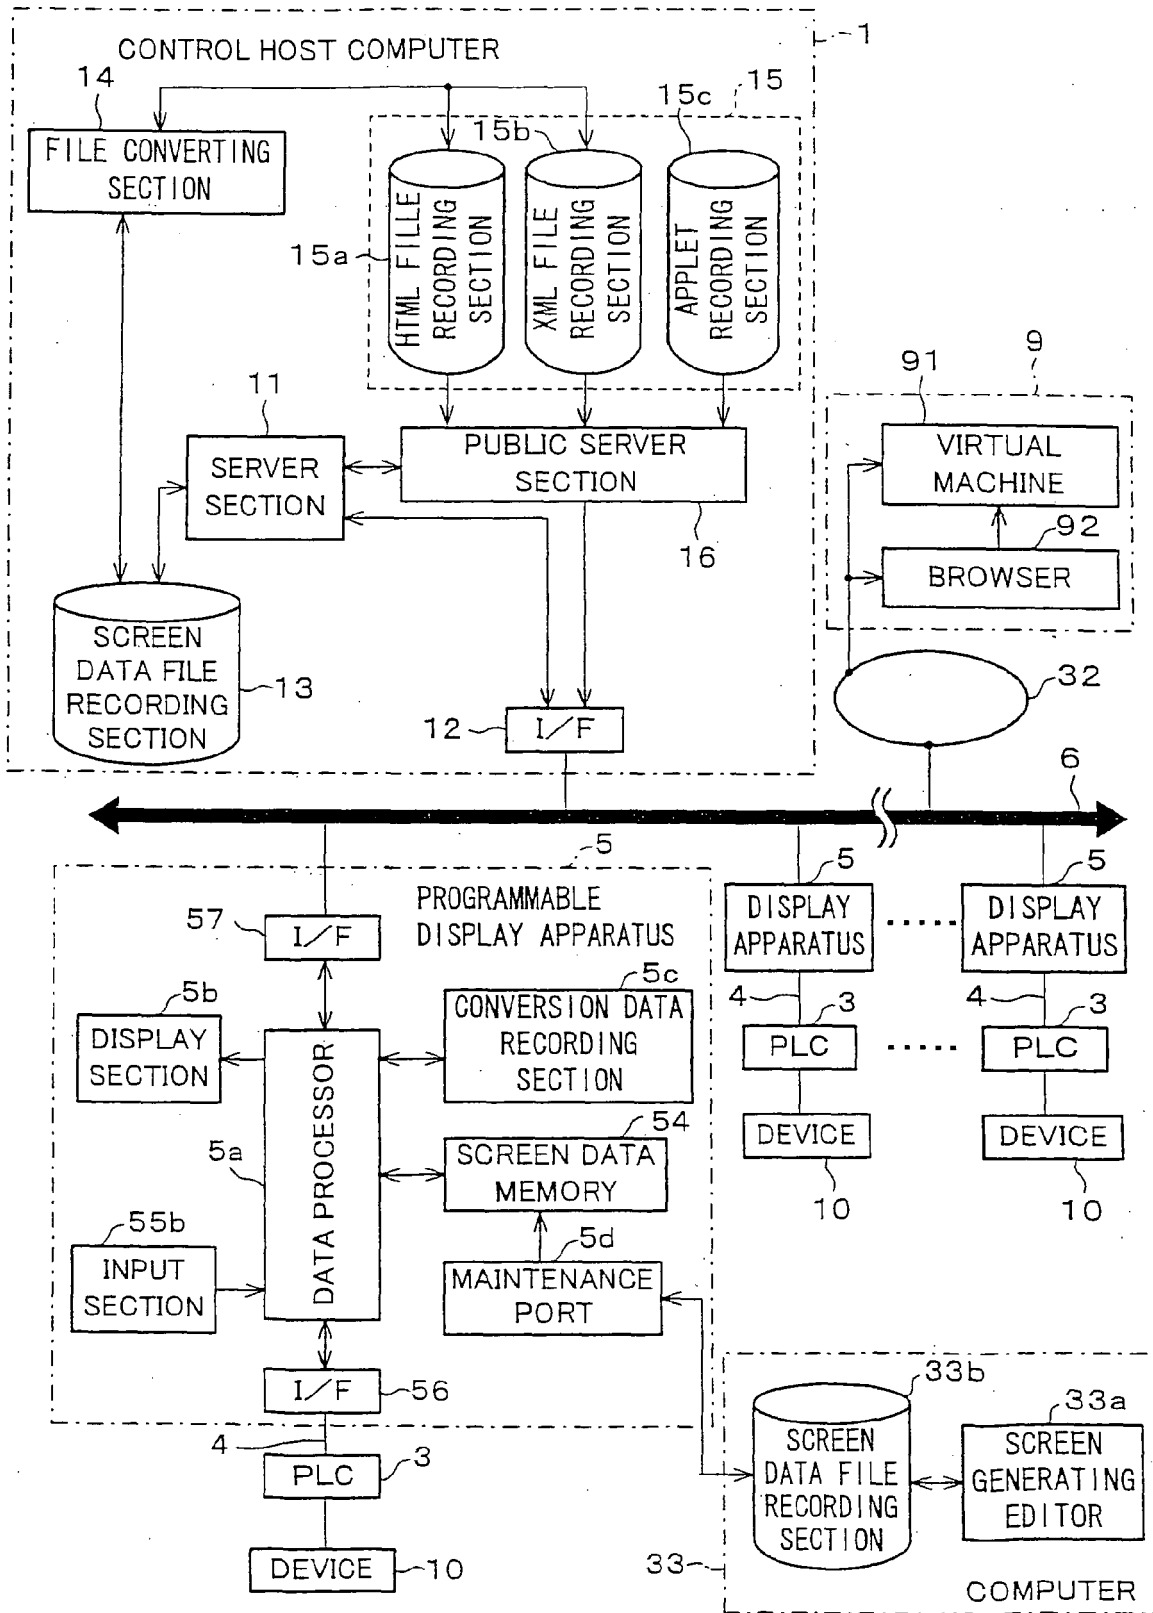 CONTROL HOST COMPUTER
1
14
FILE CONVERTING
SECTION
15
15a
HTML FILLE
RECORDING
SECTION
15b
XML FILE
RECORDING
SECTION
15c
APPLET
RECORDING
SECTION
11
SERVER
SECTION
PUBLIC SERVER
SECTION
16
SCREEN
DATA FILE
RECORDING
SECTION
13
12
I/F
9
91
VIRTUAL
MACHINE
92
BROWSER
32
6
5
PROGRAMMABLE
DISPLAY APPARATUS
57
I/F
5b
DISPLAY
SECTION
5a
DATA PROCESSOR
5c
CONVERSION DATA
RECORDING
SECTION
54
SCREEN DATA
MEMORY
55b
INPUT
SECTION
5d
MAINTENANCE
PORT
I/F
56
4
PLC
3
DEVICE
10
5
DISPLAY
APPARATUS
4
3
PLC
DEVICE
10
5
DISPLAY
APPARATUS
4
3
PLC
DEVICE
10
33b
SCREEN
DATA FILE
RECORDING
SECTION
33a
SCREEN
GENERATING
EDITOR
33
COMPUTER